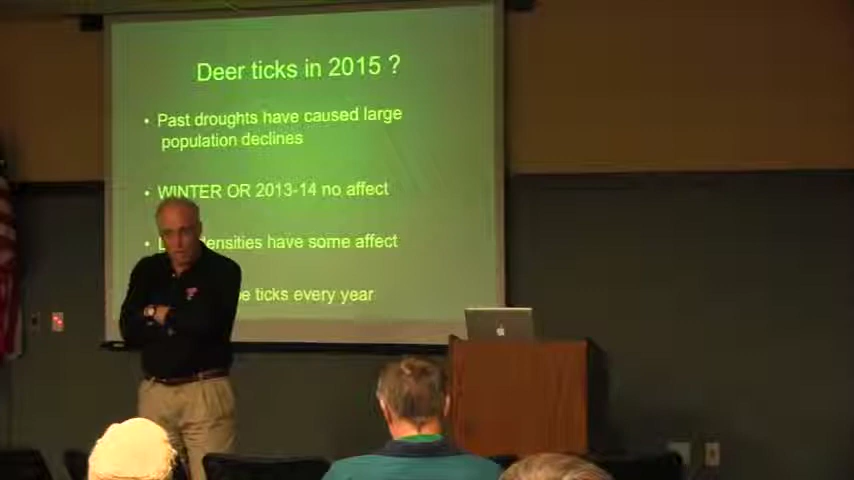 Deer ticks in 2015 ?
• Past droughts have caused large
population declines
• WINTER OR 2013-14 no affect
• densities have some affect
ticks every year